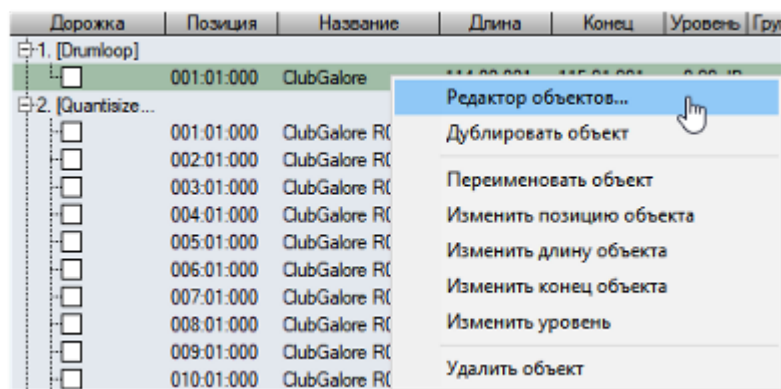 Дорожка Позиция Название Длина Конец Уровень
1. [Drumloop]
001:01:000 ClubGalore
Редактор объектов...
2. [Quantisize...
001:01:000 ClubGalore
Дублировать объект
002:01:000 ClubGalore
003:01:000 ClubGalore
Переименовать объект
004:01:000 ClubGalore
Изменить позицию объекта
005:01:000 ClubGalore
Изменить длину объекта
006:01:000 ClubGalore
007:01:000 ClubGalore
Изменить конец объекта
008:01:000 ClubGalore
Изменить уровень
009:01:000 ClubGalore
010:01:000 ClubGalore
Удалить объект